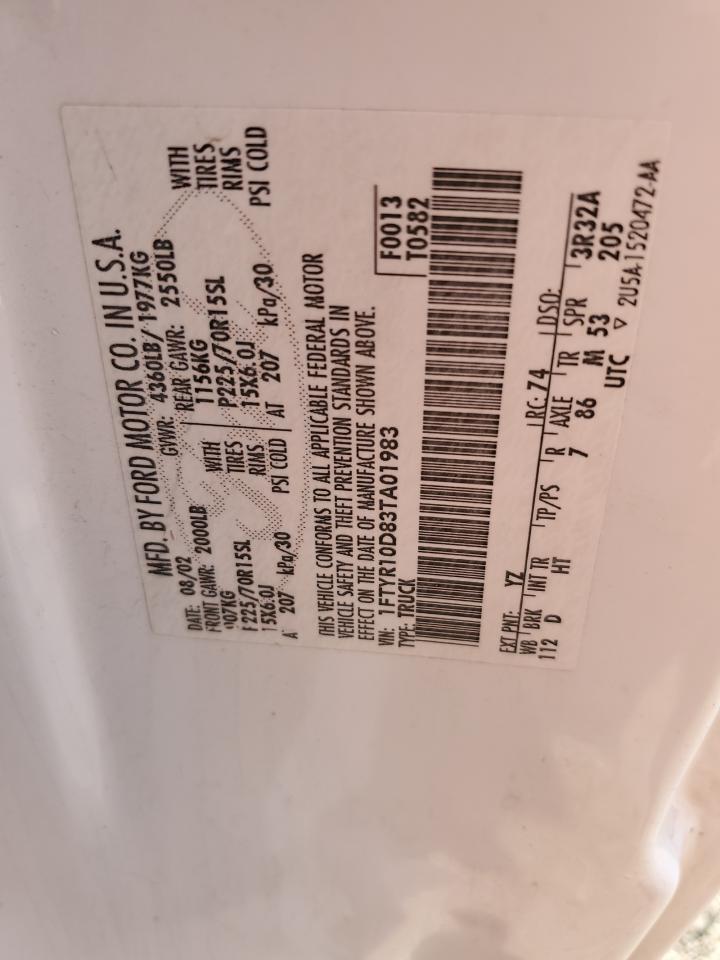 MFD. BY FORD MOTOR CO. IN U.S.A.
DATE: 08/02 GVWR: 4360LB/ 1977KG
FRONT GAWR: 2000LB REAR GAWR: 2550LB
907KG WITH 1156KG WITH
P225/70R15SL TIRES P225/70R15SL TIRES
15X6.0J RIMS 15X6.0J RIMS
AT 207 kPa/30 PSI COLD AT 207 kPa/30 PSI COLD
THIS VEHICLE CONFORMS TO ALL APPLICABLE FEDERAL MOTOR
VEHICLE SAFETY AND THEFT PREVENTION STANDARDS IN
EFFECT ON THE DATE OF MANUFACTURE SHOWN ABOVE.
VIN: 1FTYR10D83TA01983 F0013
TYPE: TRUCK T0582
EXT PNT: YZ RC: 74 DSO:
WB BRK INT TR TP/PS R AXLE TR SPR 3R32A
112 D HT 7 86 M 53 205
UTC ▽ 2U5A-1520472-AA